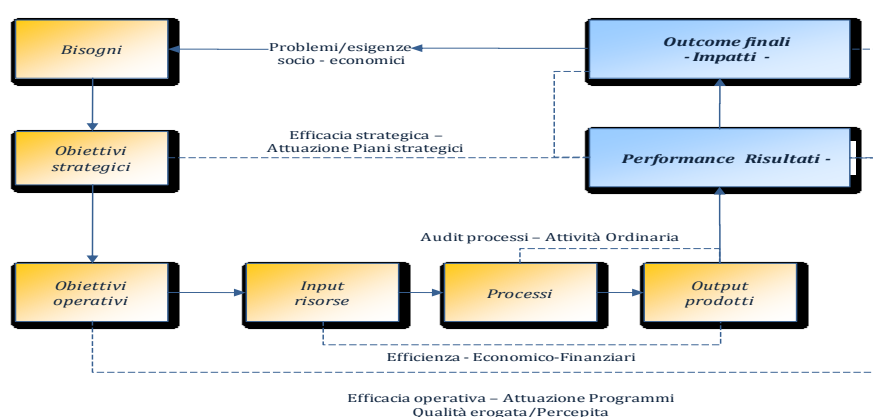 Bisogni
Problemi/esigenze
socio - economici
Outcome finali
- Impatti -
Obiettivi
strategici
Efficacia strategica –
Attuazione Piani strategici
Performance Risultati -
Audit processi – Attività Ordinaria
Obiettivi
operativi
Input
risorse
Processi
Output
prodotti
Efficienza - Economico-Finanziari
Efficacia operativa – Attuazione Programmi
Qualità erogata/Percepita